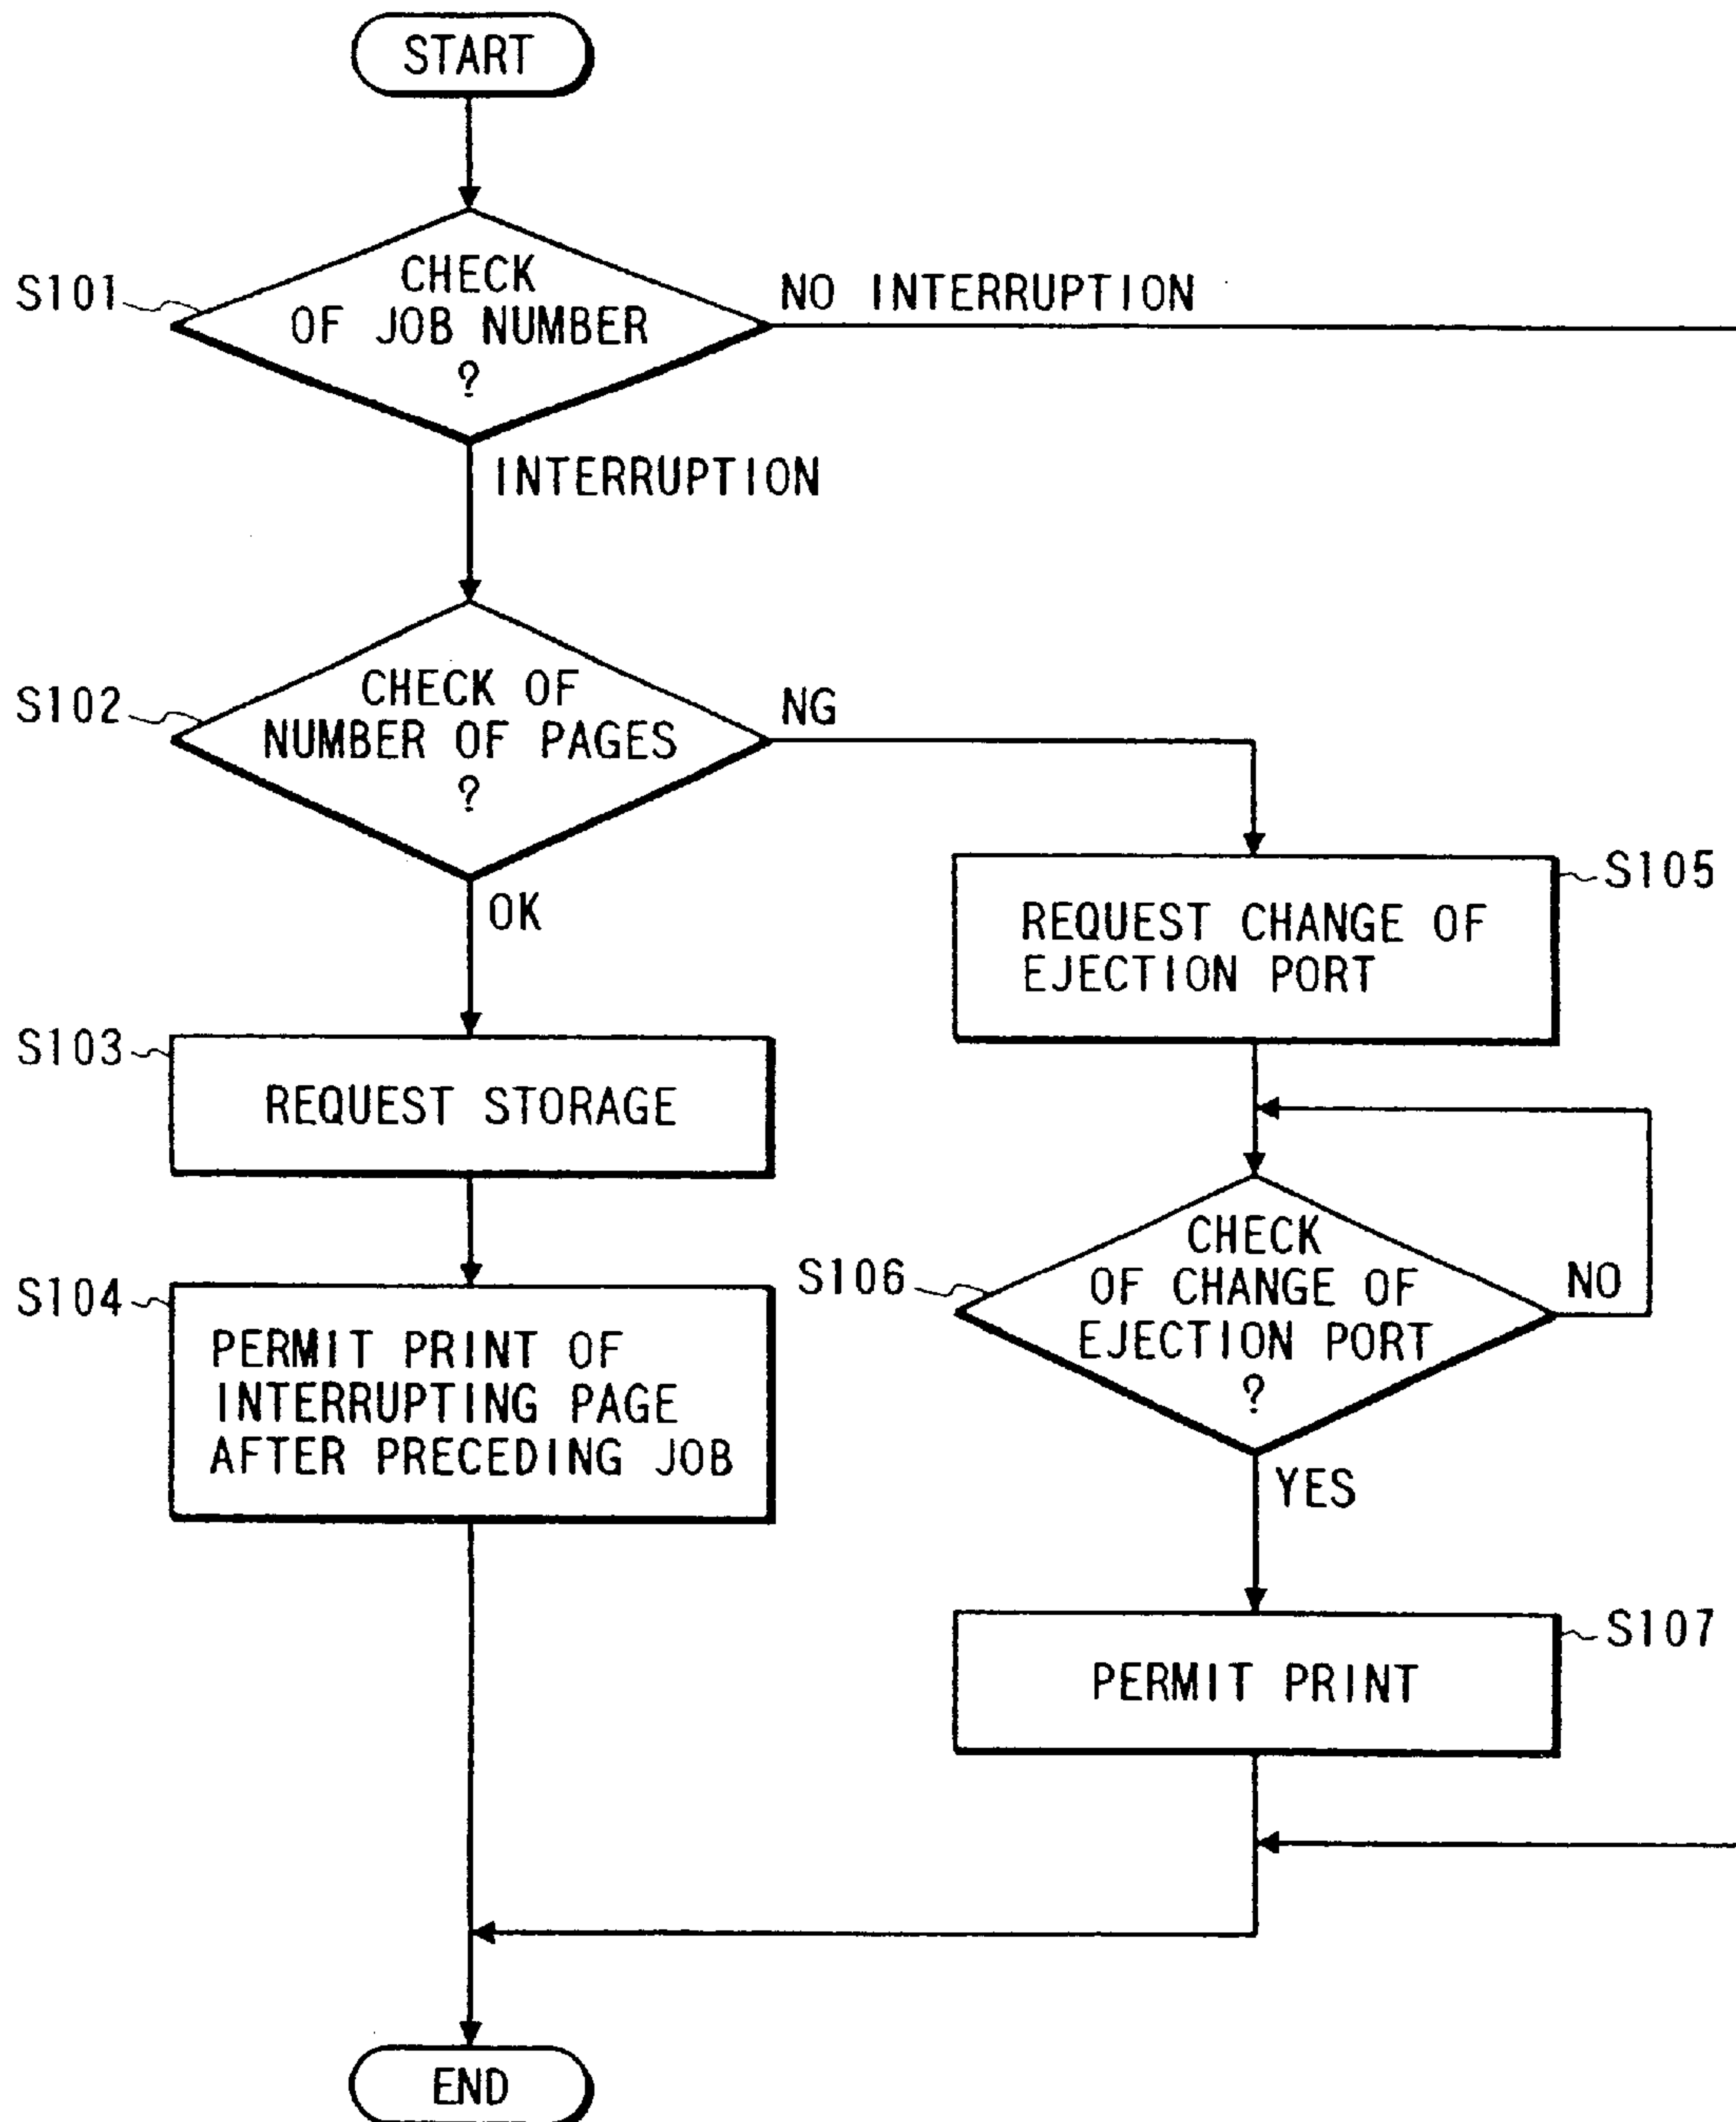 START
S101
CHECK
OF JOB NUMBER
?
NO INTERRUPTION
INTERRUPTION
S102
CHECK OF
NUMBER OF PAGES
?
NG
OK
S103
REQUEST STORAGE
S104
PERMIT PRINT OF
INTERRUPTING PAGE
AFTER PRECEDING JOB
S105
REQUEST CHANGE OF
EJECTION PORT
S106
CHECK
OF CHANGE OF
EJECTION PORT
?
NO
YES
S107
PERMIT PRINT
END